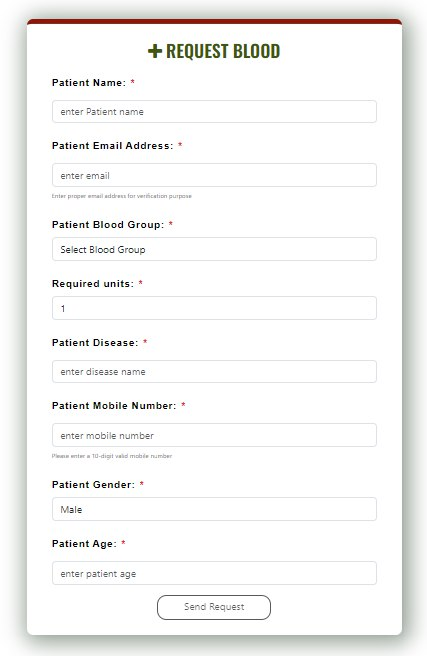 REQUEST BLOOD
Patient Name: *
enter Patient name
Patient Email Address: *
enter email
Enter proper email address for verification purpose
Patient Blood Group: *
Select Blood Group
Required units: *
1
Patient Disease: *
enter disease name
Patient Mobile Number: *
enter mobile number
Please enter a 10-digit valid mobile number
Patient Gender: *
Male
Patient Age: *
enter patient age
Send Request